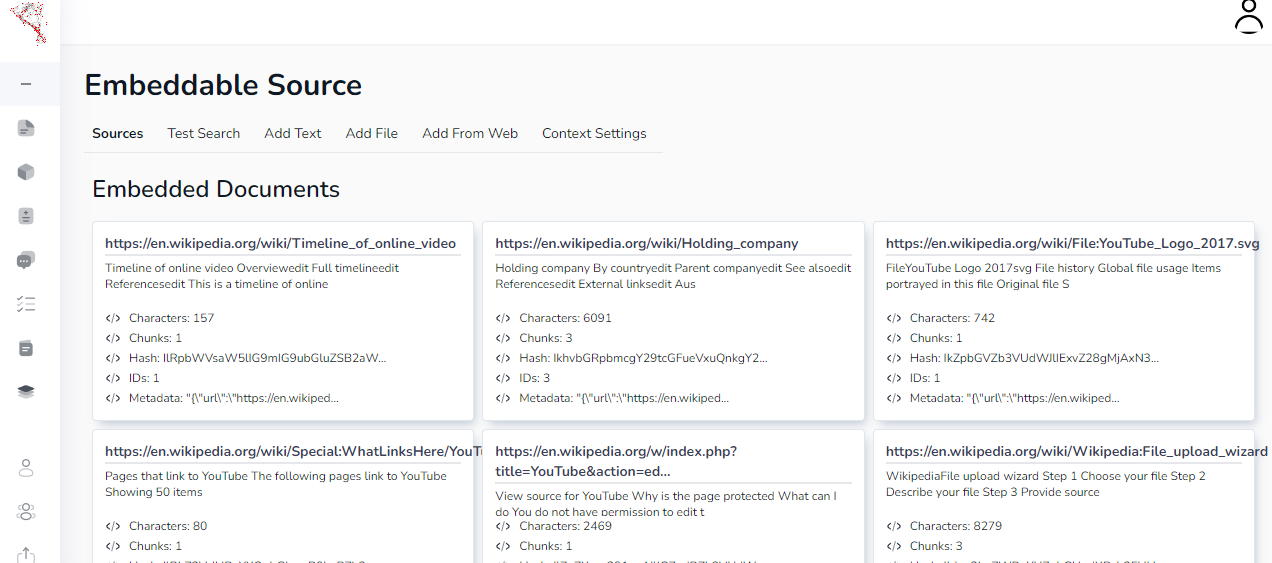 Embeddable Source
Sources Test Search Add Text Add File Add From Web Context Settings
Embedded Documents
https://en.wikipedia.org/wiki/Timeline_of_online_video
Timeline of online video Overviewedit Full timelineedit
Referencesedit This is a timeline of online
</> Characters: 157
</> Chunks: 1
</> Hash: IlRpbWVsaW5lIG9mIG9ubGluZSB2aW...
</> IDs: 1
</> Metadata: "{\"url\":\"https://en.wikiped...
https://en.wikipedia.org/wiki/Holding_company
Holding company By countryedit Parent companyedit See alsoedit
Referencesedit External linksedit Aus
</> Characters: 6091
</> Chunks: 3
</> Hash: IkhvbGRpbmcgY29tcGFueVxuQnkgY2...
</> IDs: 3
</> Metadata: "{\"url\":\"https://en.wikiped...
https://en.wikipedia.org/wiki/File:YouTube_Logo_2017.svg
FileYouTube Logo 2017svg File history Global file usage Items
portrayed in this file Original file S
</> Characters: 742
</> Chunks: 1
</> Hash: IkZpbGVZb3VUdWJlIExvZ28gMjAxN3...
</> IDs: 1
</> Metadata: "{\"url\":\"https://en.wikiped...
https://en.wikipedia.org/wiki/Special:WhatLinksHere/YouT
Pages that link to YouTube The following pages link to YouTube
Showing 50 items
</> Characters: 80
</> Chunks: 1
https://en.wikipedia.org/w/index.php?
title=YouTube&action=ed...
View source for YouTube Why is the page protected What can I
do You do not have permission to edit t
</> Characters: 2469
</> Chunks: 1
https://en.wikipedia.org/wiki/Wikipedia:File_upload_wizard
WikipediaFile upload wizard Step 1 Choose your file Step 2
Describe your file Step 3 Provide source
</> Characters: 8279
</> Chunks: 3